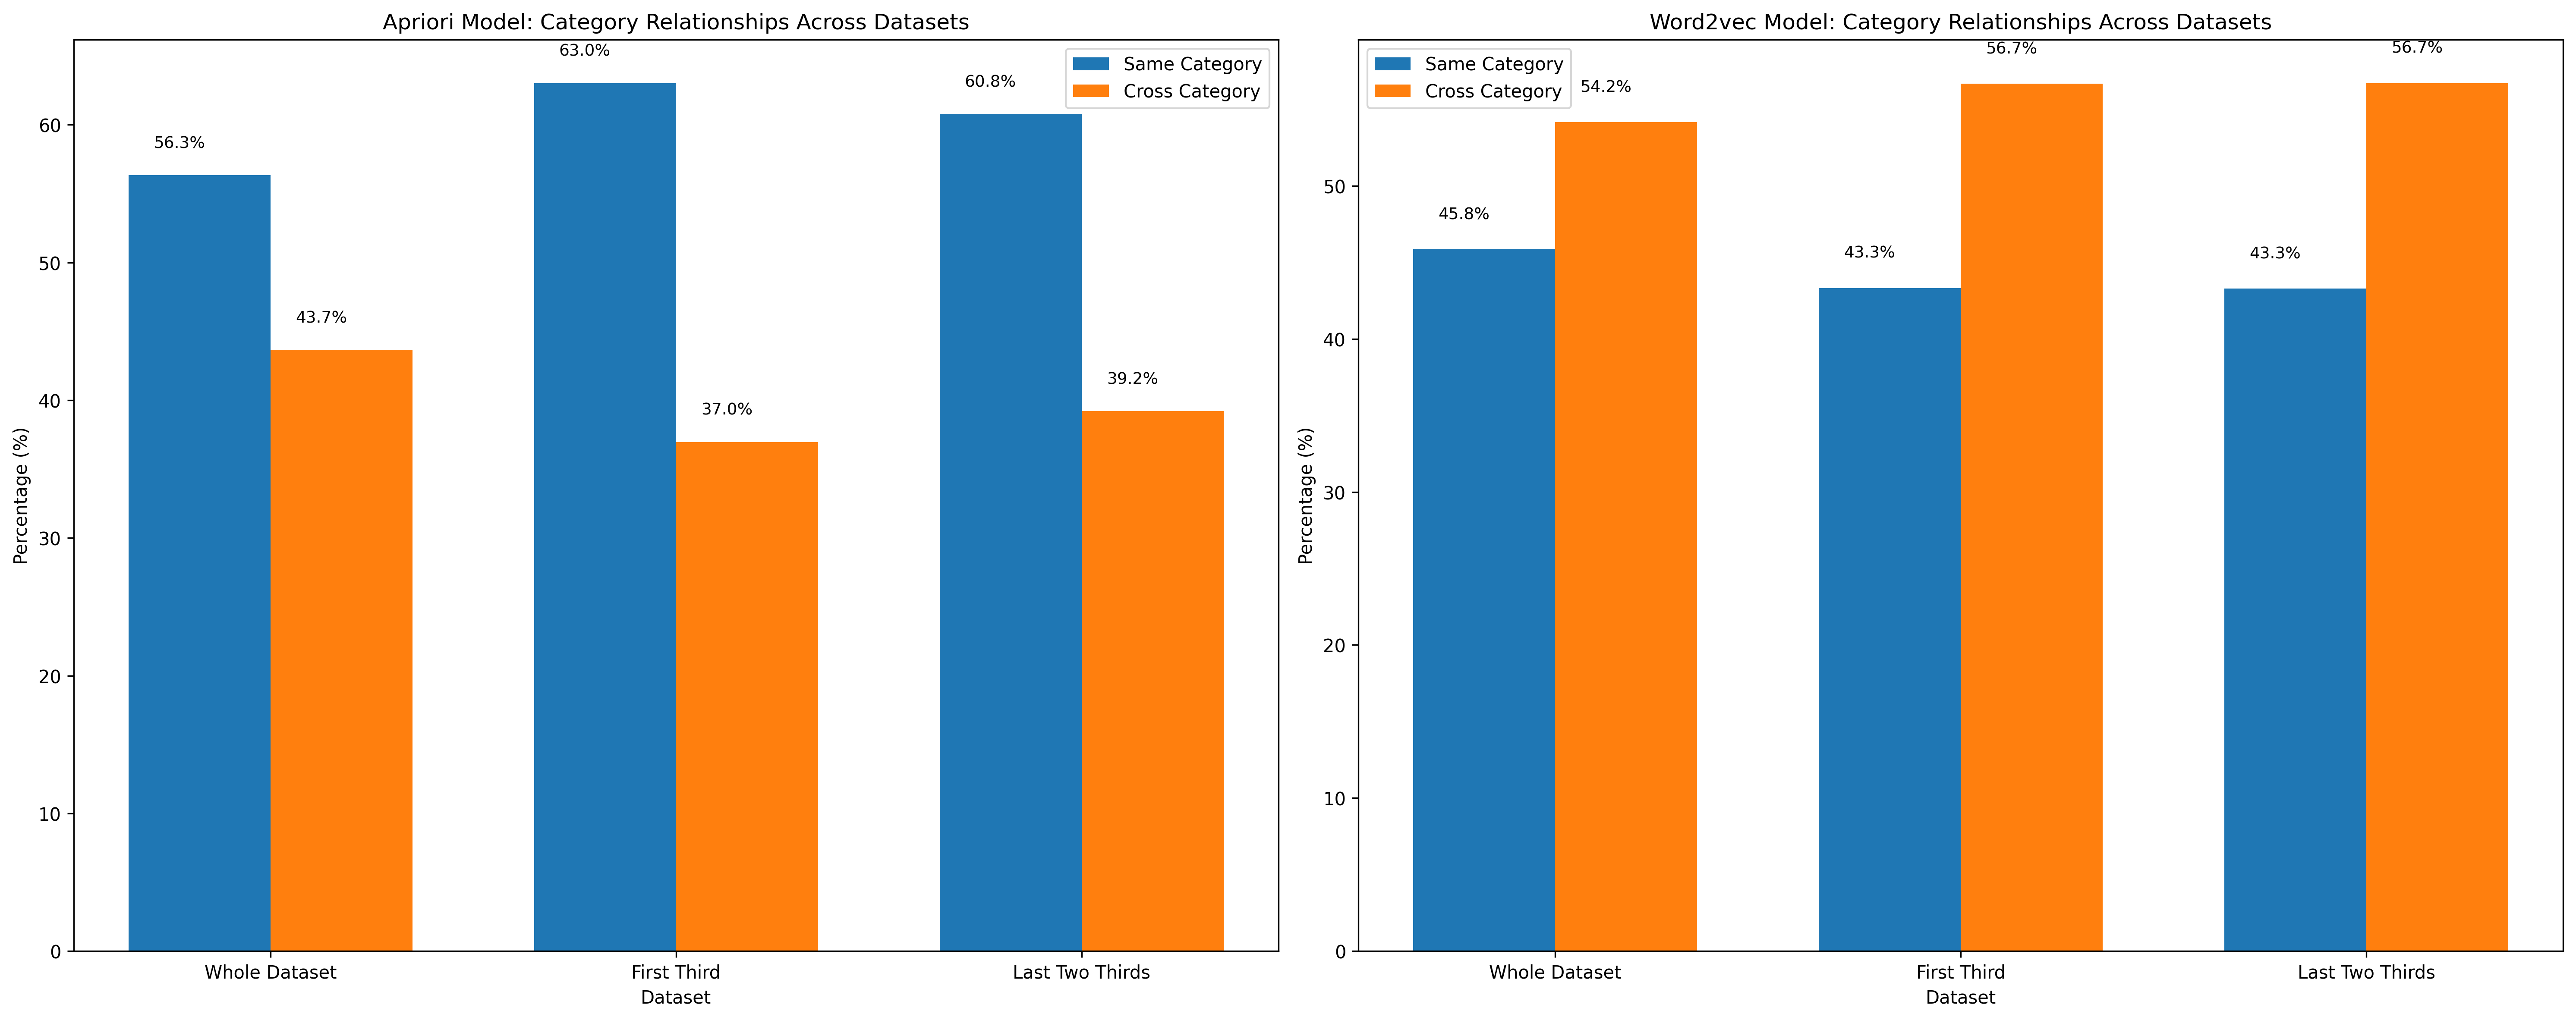 Apriori Model: Category Relationships Across Datasets
63.0%
Same Category
Cross Category
60.8%
56.3%
43.7%
39.2%
37.0%
60
50
40
30
20
10
0
Percentage (%)
Whole Dataset
First Third
Last Two Thirds
Dataset
Word2vec Model: Category Relationships Across Datasets
Same Category
Cross Category
54.2%
56.7%
56.7%
45.8%
43.3%
43.3%
50
40
30
20
10
0
Percentage (%)
Whole Dataset
First Third
Last Two Thirds
Dataset